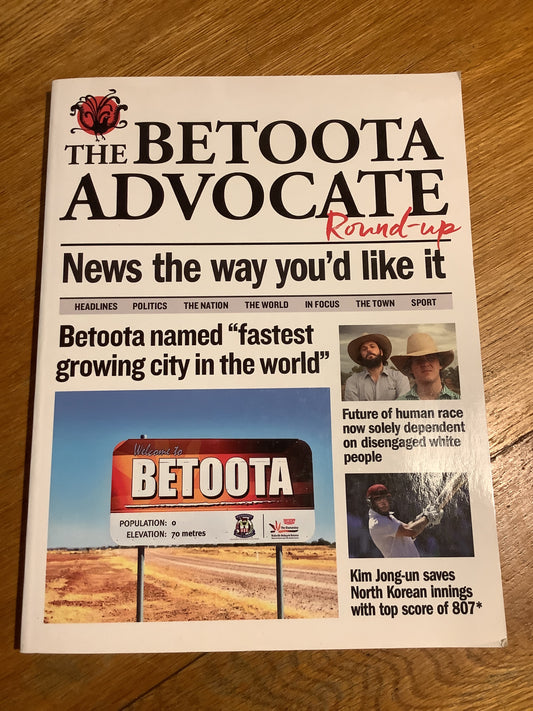 THE BETOOTA
ADVOCATE
Round-up
News the way you'd like it
HEADLINES POLITICS THE NATION THE WORLD IN FOCUS THE TOWN SPORT
Betoota named “fastest
growing city in the world”
Welcome to
BETOOTA
POPULATION: 0
ELEVATION: 70 metres
Future of human race
now solely dependent
on disengaged white
people
Kim Jong-un saves
North Korean innings
with top score of 807*